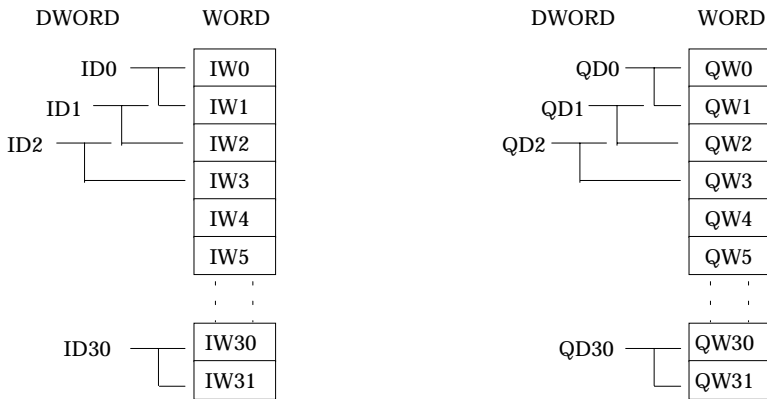 DWORD WORD DWORD WORD
ID0 IW0 QD0 QW0
ID1 IW1 QD1 QW1
ID2 IW2 QD2 QW2
IW3 QW3
IW4 QW4
IW5 QW5
ID30 IW30 QD30 QW30
IW31 QW31